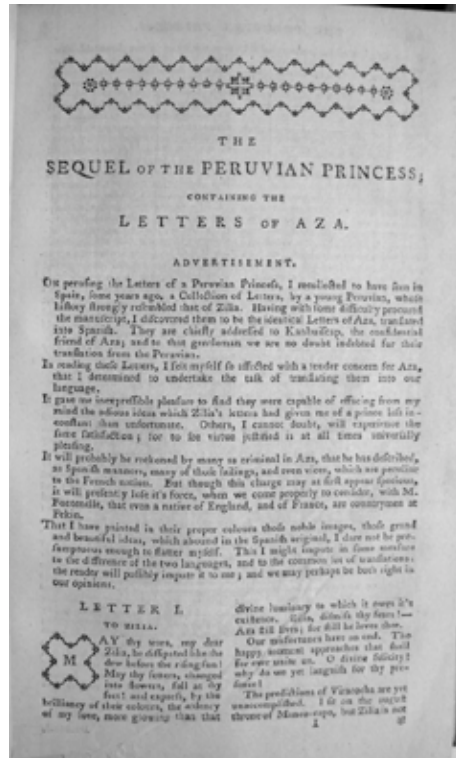 THE
SEQUEL OF THE PERUVIAN PRINCESS;
CONTAINING THE
LETTERS OF AZA.
ADVERTISEMENT.
ON perusing the Letters of a Peruvian Princess, I recollected to have seen in
Spain, some years ago, a Collection of Letters, by a young Peruvian, whose
history strongly resembled that of Zilia. Having with some difficulty procured
the manuscript, I discovered them to be the identical Letters of Aza, translated
into Spanish. They are chiefly addressed to Kanhuiscap, the confidential
friend of Aza; and to that gentleman we are no doubt indebted for their
translation from the Peruvian.
In reading these Letters, I felt myself so affected with a tender concern for Aza,
that I determined to undertake the task of translating them into our
language.
It gave me inexpressible pleasure to find they were capable of effacing from my
mind the odious ideas which Zilia's letters had given me of a prince less in-
constant than unfortunate. Others, I cannot doubt, will experience the
same satisfaction; for to see virtue justified is at all times universally
pleasing.
It will probably be reckoned by many as criminal in Aza, that he has described,
as Spanish manners, many of those failings, and even vices, which are peculiar
to the French nation. But though this charge may at first appear specious,
it will presently lose it's force, when we come properly to consider, with M.
Fontenelle, that even a native of England, and of France, are countrymen at
Pekin.
That I have painted in their proper colours those noble images, those grand
and beautiful ideas, which abound in the Spanish original, I dare not be pre-
sumptuous enough to flatter myself. This I might impute in some measure
to the difference of the two languages, and to the common lot of translations:
the reader will possibly impute it to me; and we may perhaps be both right in
our opinions.
LETTER I.
TO ZILIA.
MAY thy tears, my dear
Zilia, be dissipated like the
dew before the rising sun!
May thy fetters, changed
into flowers, fall at thy
feet! and express, by the
brilliancy of their colours, the ardency
of my love, more glowing than that
divine luminary to which it owes it's
existence. Zilia, dismiss thy fears!—
Aza still lives; for still he loves thee.
Our misfortunes have an end. The
happy moment approaches that shall
for ever unite us. O divine felicity!
why do we yet languish for thy pre-
sence!
The predictions of Viracocha are yet
unaccomplished. I sit on the august
throne of Manco-capa, but Zilia is not
I